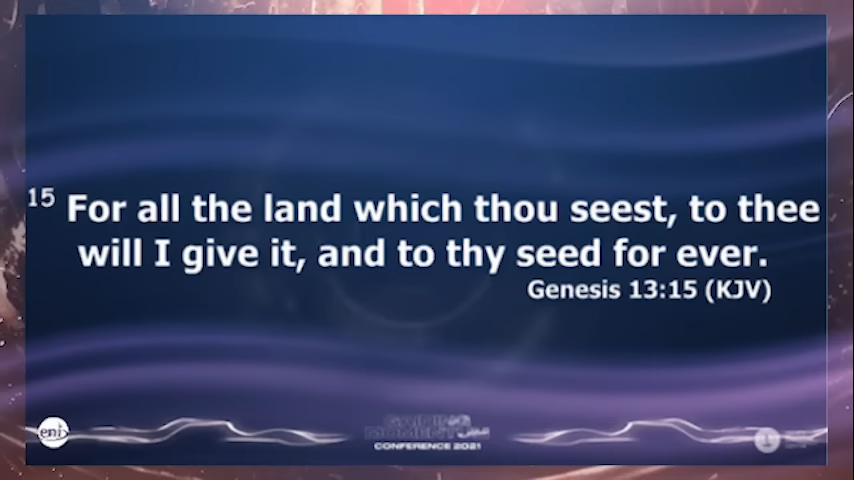 15 For all the land which thou seest, to thee
will I give it, and to thy seed for ever.
Genesis 13:15 (KJV)
eni
CONFERENCE 2021